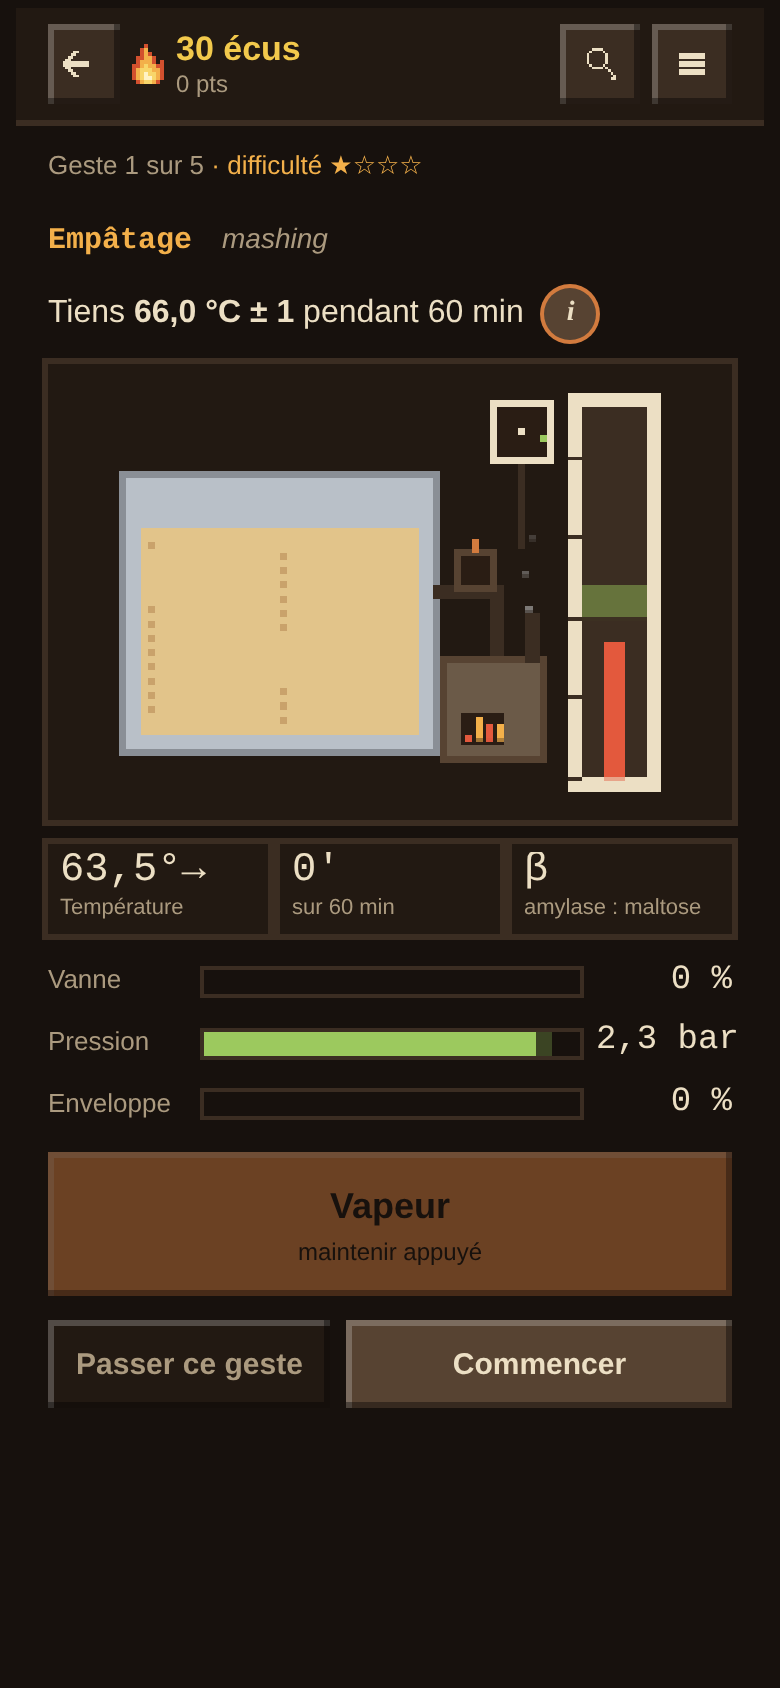 30 écus
0 pts
Geste 1 sur 5 · difficulté ★☆☆☆
Empâtage mashing
Tiens 66,0 °C ± 1 pendant 60 min i
63,5°→ 0' β
Température sur 60 min amylase : maltose
Vanne 0 %
Pression 2,3 bar
Enveloppe 0 %
Vapeur
maintenir appuyé
Passer ce geste Commencer